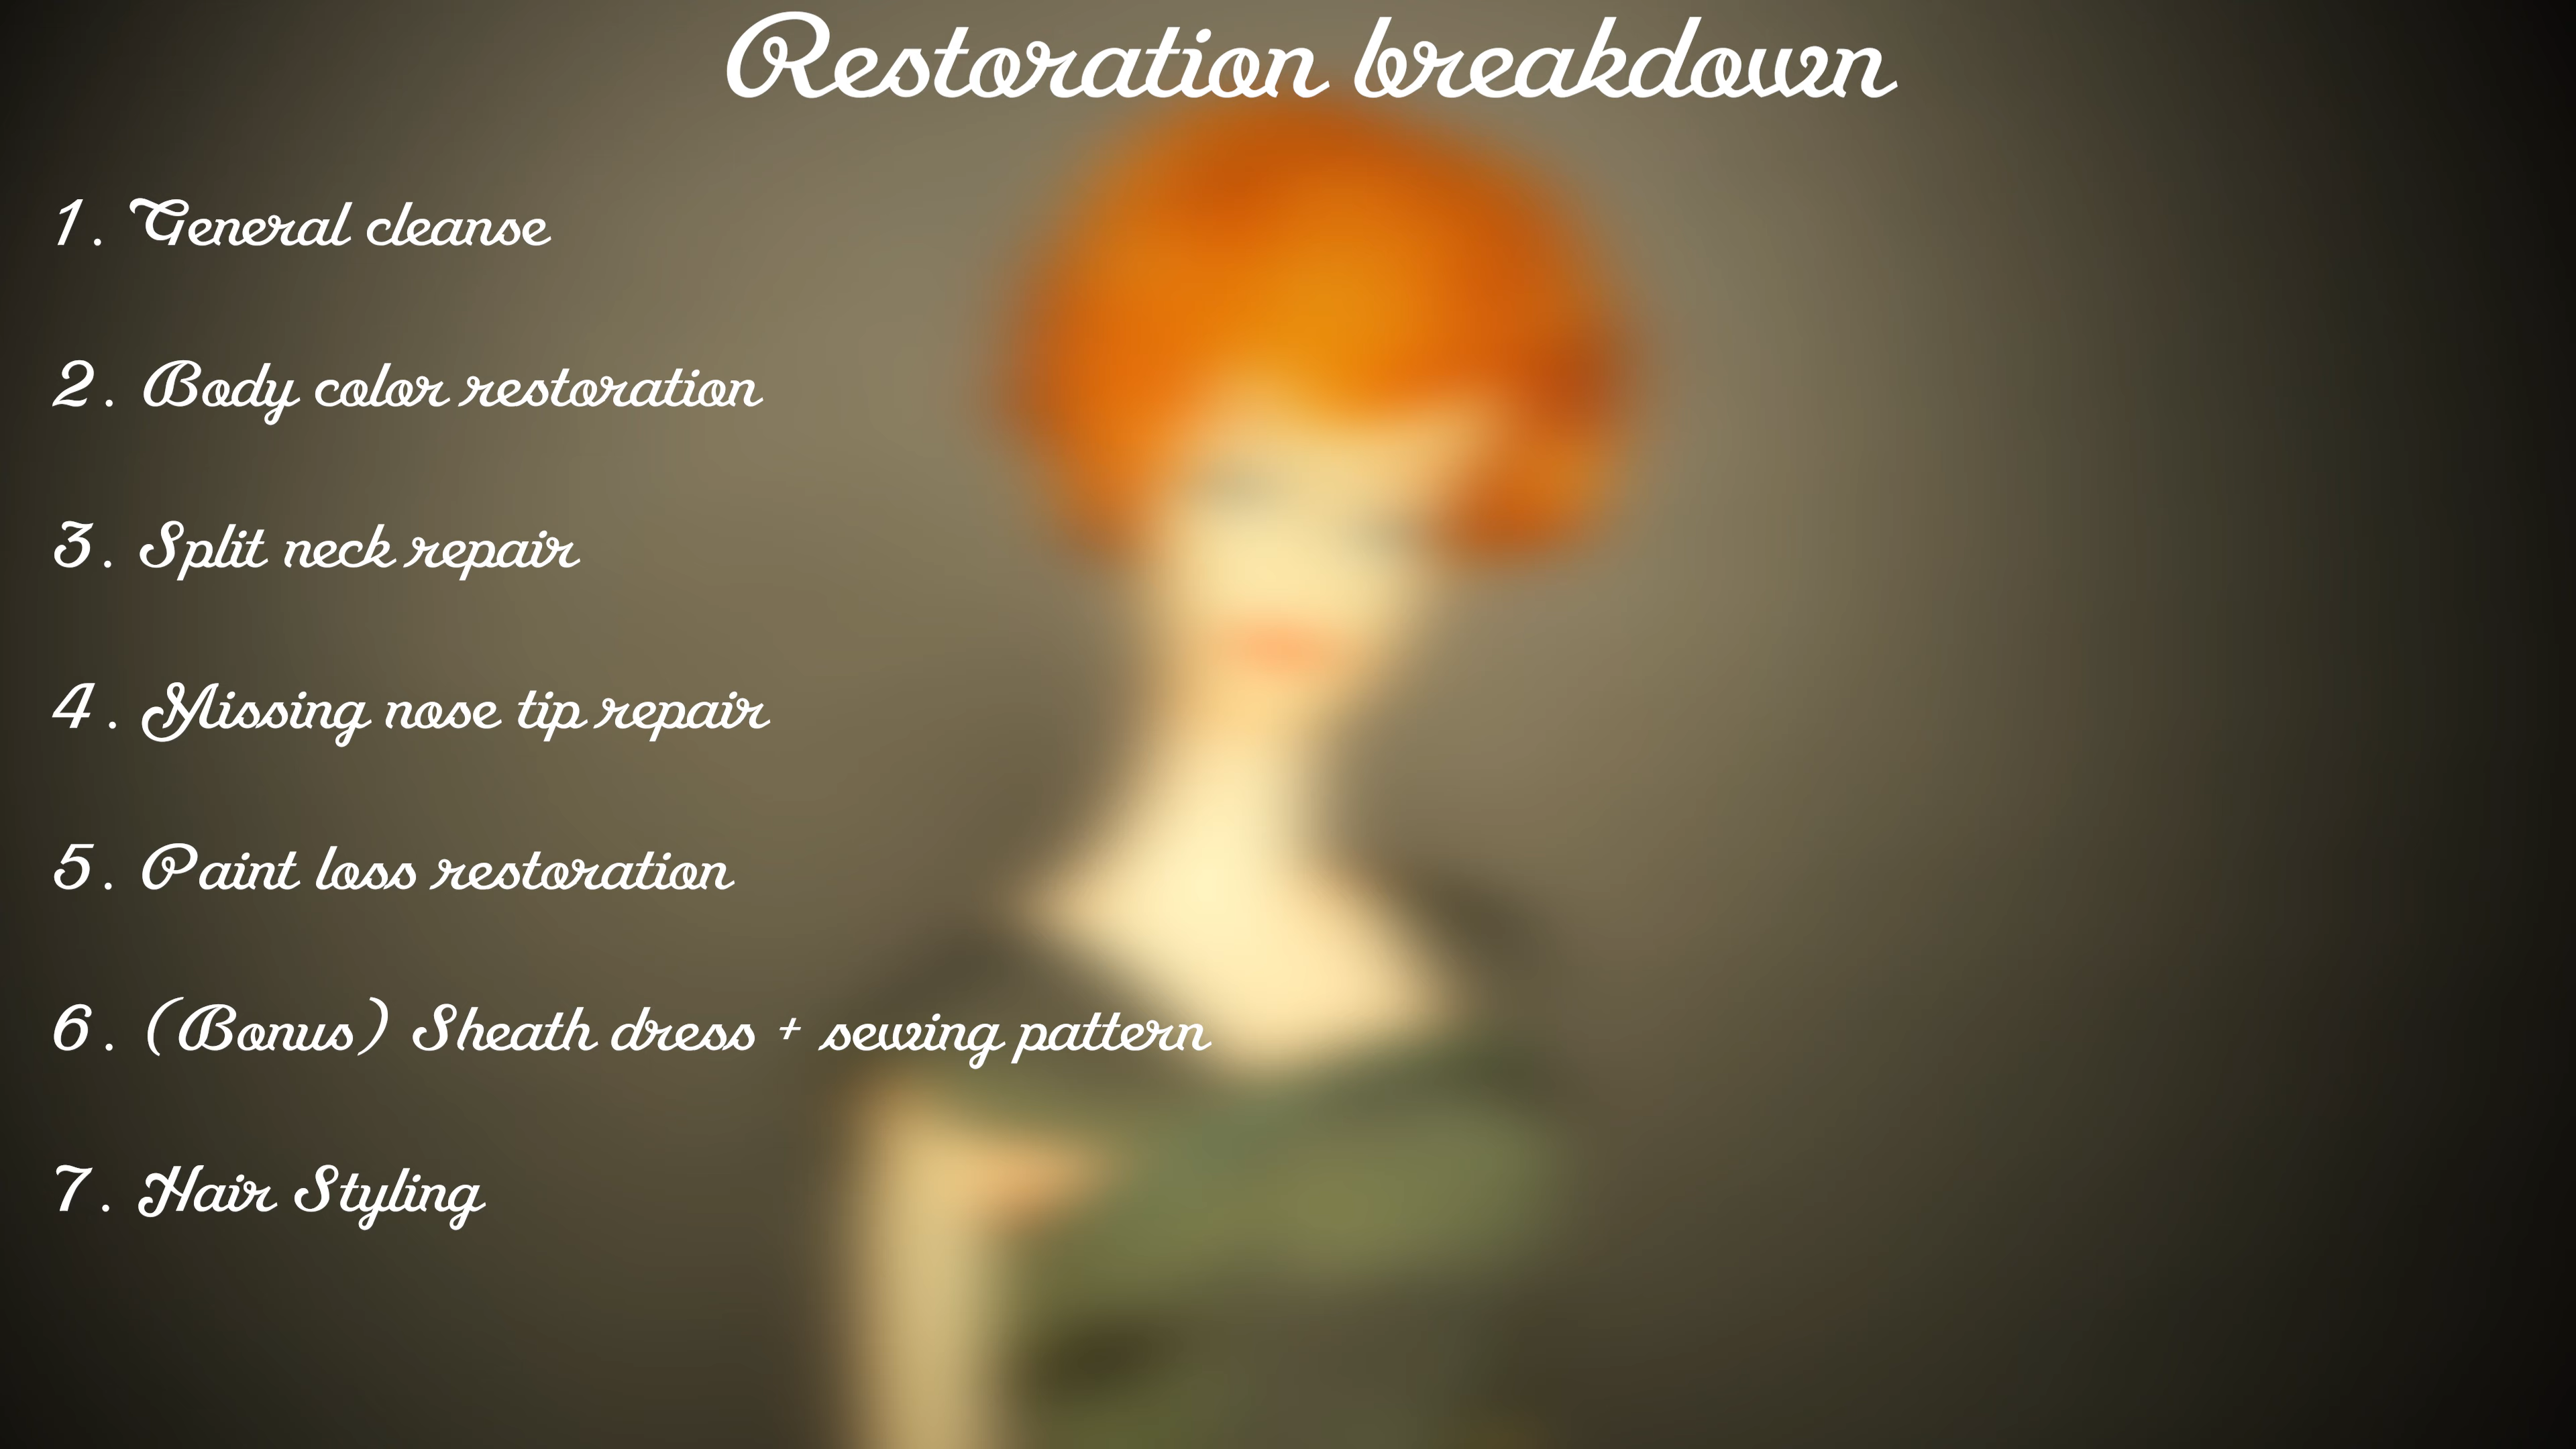 Restoration breakdown
1. General cleanse
2. Body color restoration
3. Split neck repair
4. Missing nose tip repair
5. Paint loss restoration
6. (Bonus) Sheath dress + sewing pattern
7. Hair Styling